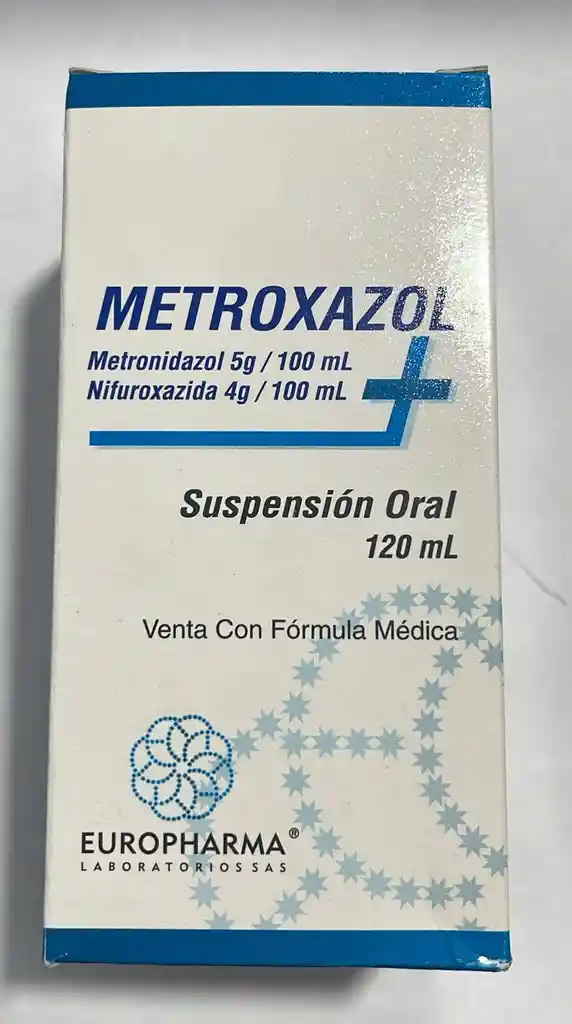 METROXAZOL
Metronidazol 5g / 100 mL
Nifuroxazida 4g / 100 mL
Suspensión Oral
120 mL
Venta Con Fórmula Médica
EUROPHARMA®
LABORATORIOS SAS